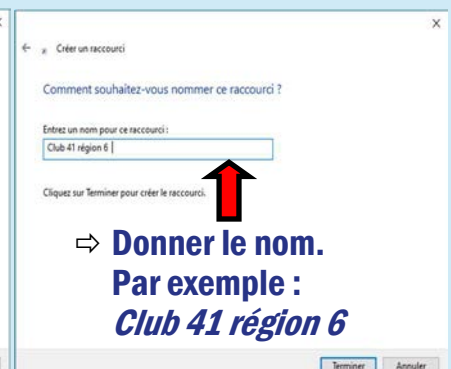 Créer un raccourci
Comment souhaitez-vous nommer ce raccourci ?
Entrez un nom pour ce raccourci :
Club 41 région 6
Cliquez sur Terminer pour créer le raccourci.
⇨ Donner le nom.
Par exemple :
Club 41 région 6
Terminer Annuler